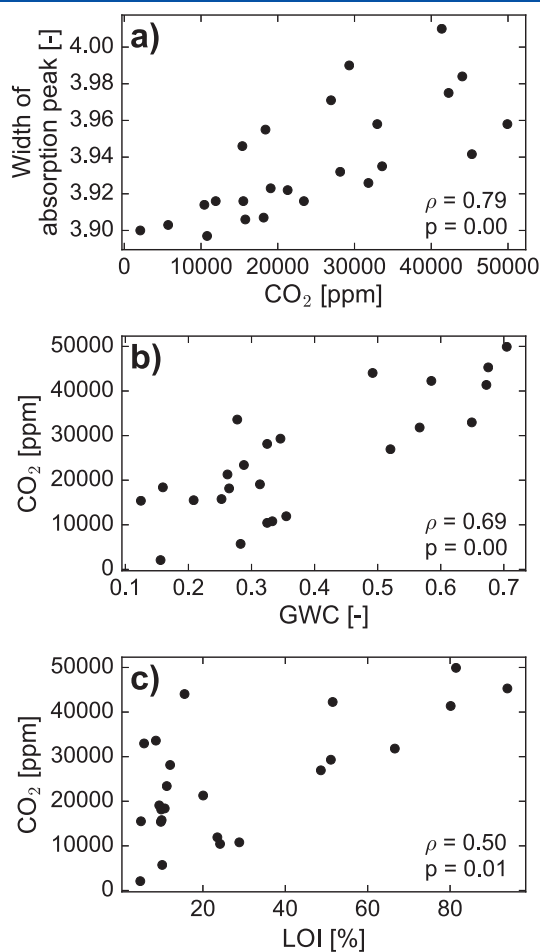 a)
Width of
absorption peak [-]
4.00
3.98
3.96
3.94
3.92
3.90
ρ = 0.79
p = 0.00
0 10000 20000 30000 40000 50000
CO₂ [ppm]
b)
CO₂ [ppm]
50000
40000
30000
20000
10000
0
ρ = 0.69
p = 0.00
0.1 0.2 0.3 0.4 0.5 0.6 0.7
GWC [-]
c)
CO₂ [ppm]
50000
40000
30000
20000
10000
0
ρ = 0.50
p = 0.01
20 40 60 80
LOI [%]